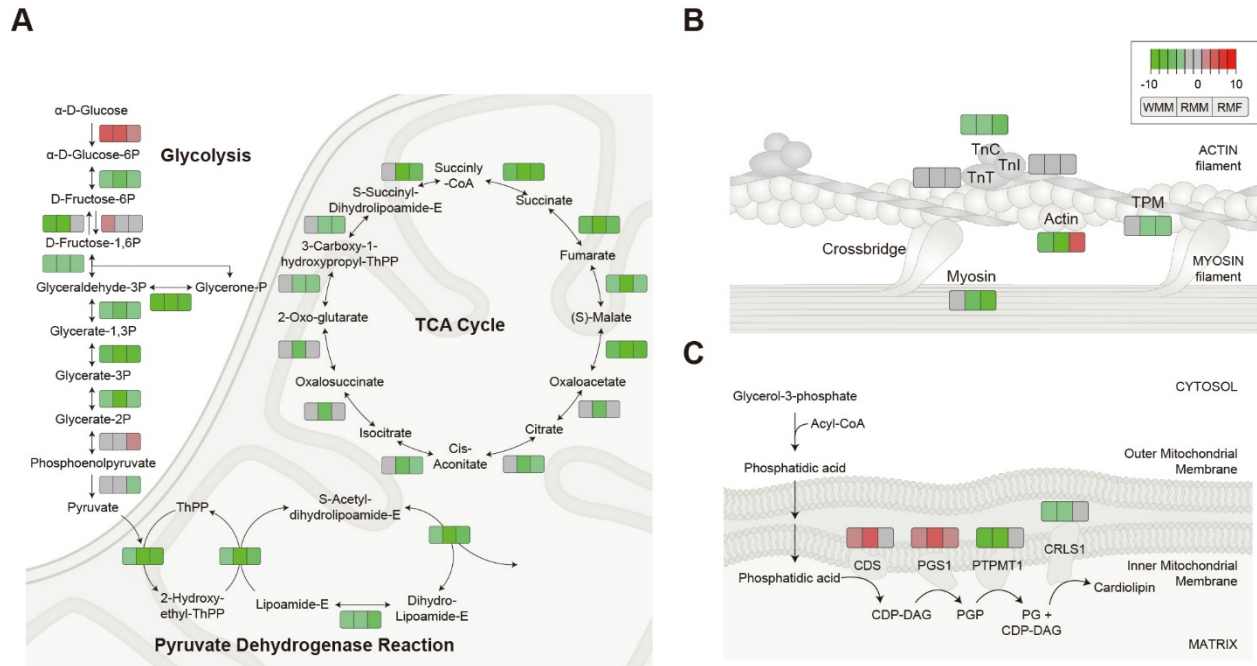 A
α-D-Glucose
α-D-Glucose-6P
Glycolysis
D-Fructose-6P
D-Fructose-1,6P
Glyceraldehyde-3P
Glycerone-P
Glycerate-1,3P
Glycerate-3P
Glycerate-2P
Phosphoenolpyruvate
Pyruvate
Succinly
-CoA
S-Succinyl-
Dihydrolipoamide-E
Succinate
3-Carboxy-1-
hydroxypropyl-ThPP
Fumarate
2-Oxo-glutarate
TCA Cycle
(S)-Malate
Oxalosuccinate
Oxaloacetate
Isocitrate
Cis-
Aconitate
Citrate
ThPP
S-Acetyl-
dihydrolipoamide-E
2-Hydroxy-
ethyl-ThPP
Lipoamide-E
Dihydro-
Lipoamide-E
Pyruvate Dehydrogenase Reaction
B
-10 0 10
WMM RMM RMF
TnC
TnI
TnT
ACTIN
filament
TPM
Actin
Crossbridge
Myosin
MYOSIN
filament
C
CYTOSOL
Glycerol-3-phosphate
Acyl-CoA
Phosphatidic acid
Outer Mitochondrial
Membrane
CDS
PGS1
PTPMT1
CRLS1
Inner Mitochondrial
Membrane
Phosphatidic acid
CDP-DAG
PGP
PG +
CDP-DAG
Cardiolipin
MATRIX